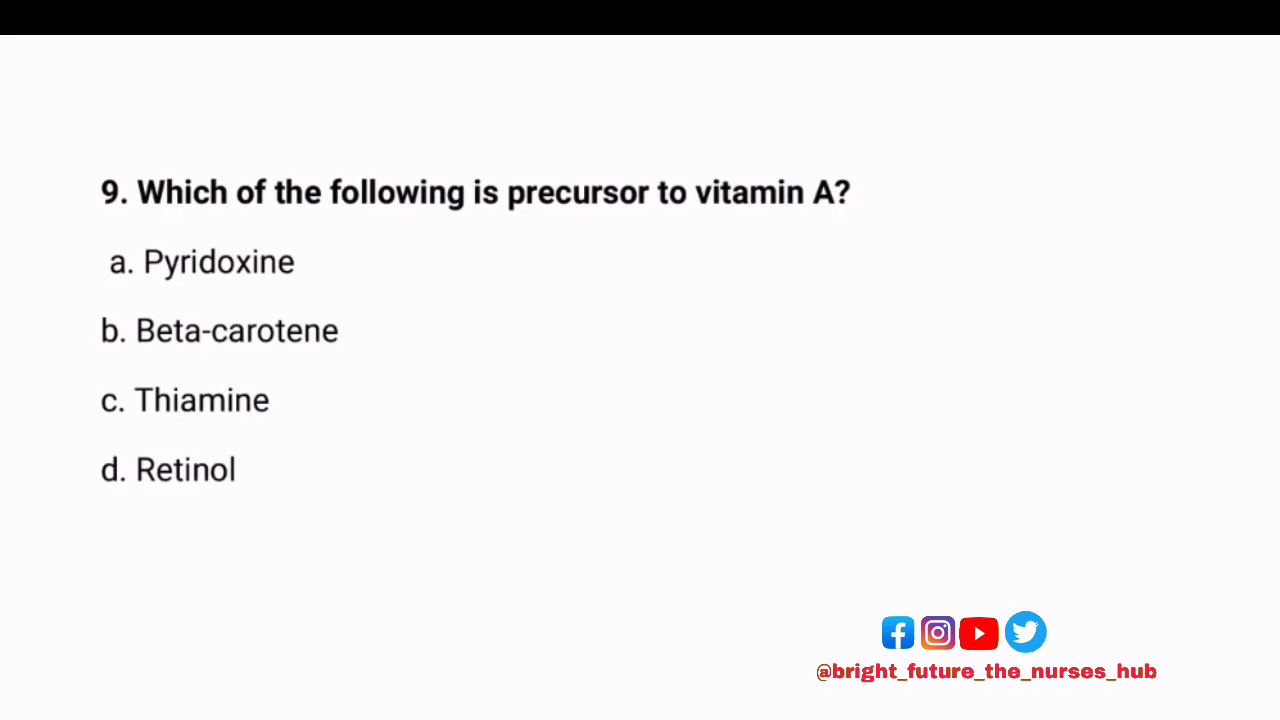 9. Which of the following is precursor to vitamin A?
a. Pyridoxine
b. Beta-carotene
c. Thiamine
d. Retinol
@bright_future_the_nurses_hub